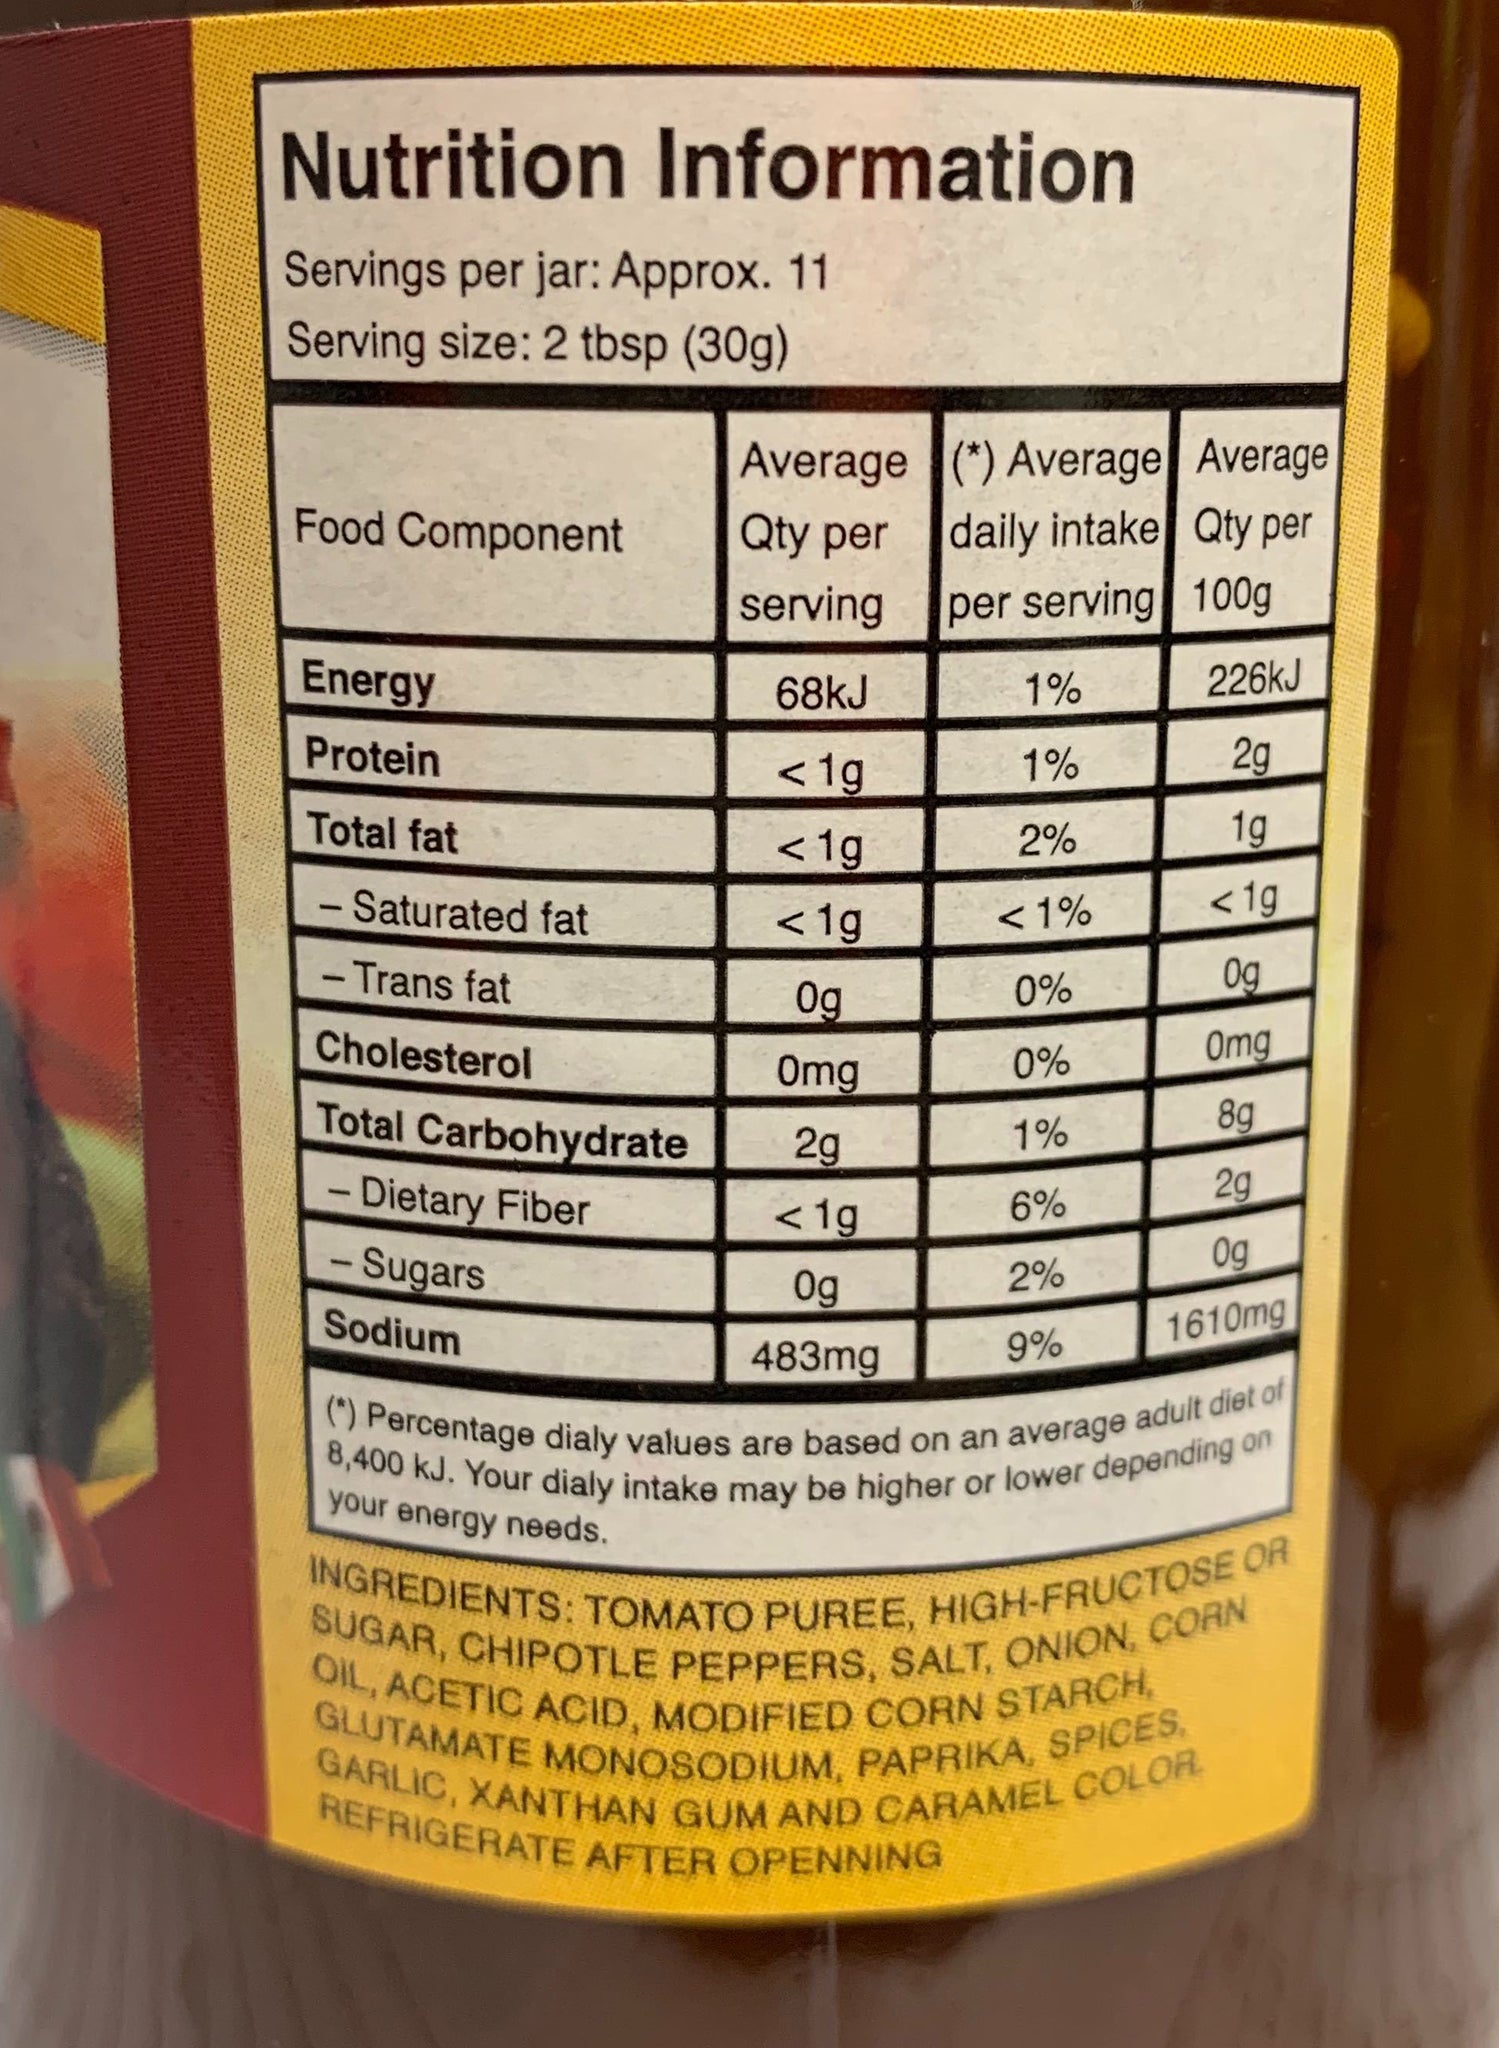 Nutrition Information
Servings per jar: Approx. 11
Serving size: 2 tbsp (30g)
Food Component
Average Qty per serving
(*) Average daily intake per serving
Average Qty per 100g
Energy 68kJ 1% 226kJ
Protein < 1g 1% 2g
Total fat < 1g 2% 1g
– Saturated fat < 1g < 1% < 1g
– Trans fat 0g 0% 0g
Cholesterol 0mg 0% 0mg
Total Carbohydrate 2g 1% 8g
– Dietary Fiber < 1g 6% 2g
– Sugars 0g 2% 0g
Sodium 483mg 9% 1610mg
(*) Percentage dialy values are based on an average adult diet of
8,400 kJ. Your dialy intake may be higher or lower depending on
your energy needs.
INGREDIENTS: TOMATO PUREE, HIGH-FRUCTOSE OR
SUGAR, CHIPOTLE PEPPERS, SALT, ONION, CORN
OIL, ACETIC ACID, MODIFIED CORN STARCH,
GLUTAMATE MONOSODIUM, PAPRIKA, SPICES,
GARLIC, XANTHAN GUM AND CARAMEL COLOR.
REFRIGERATE AFTER OPENNING